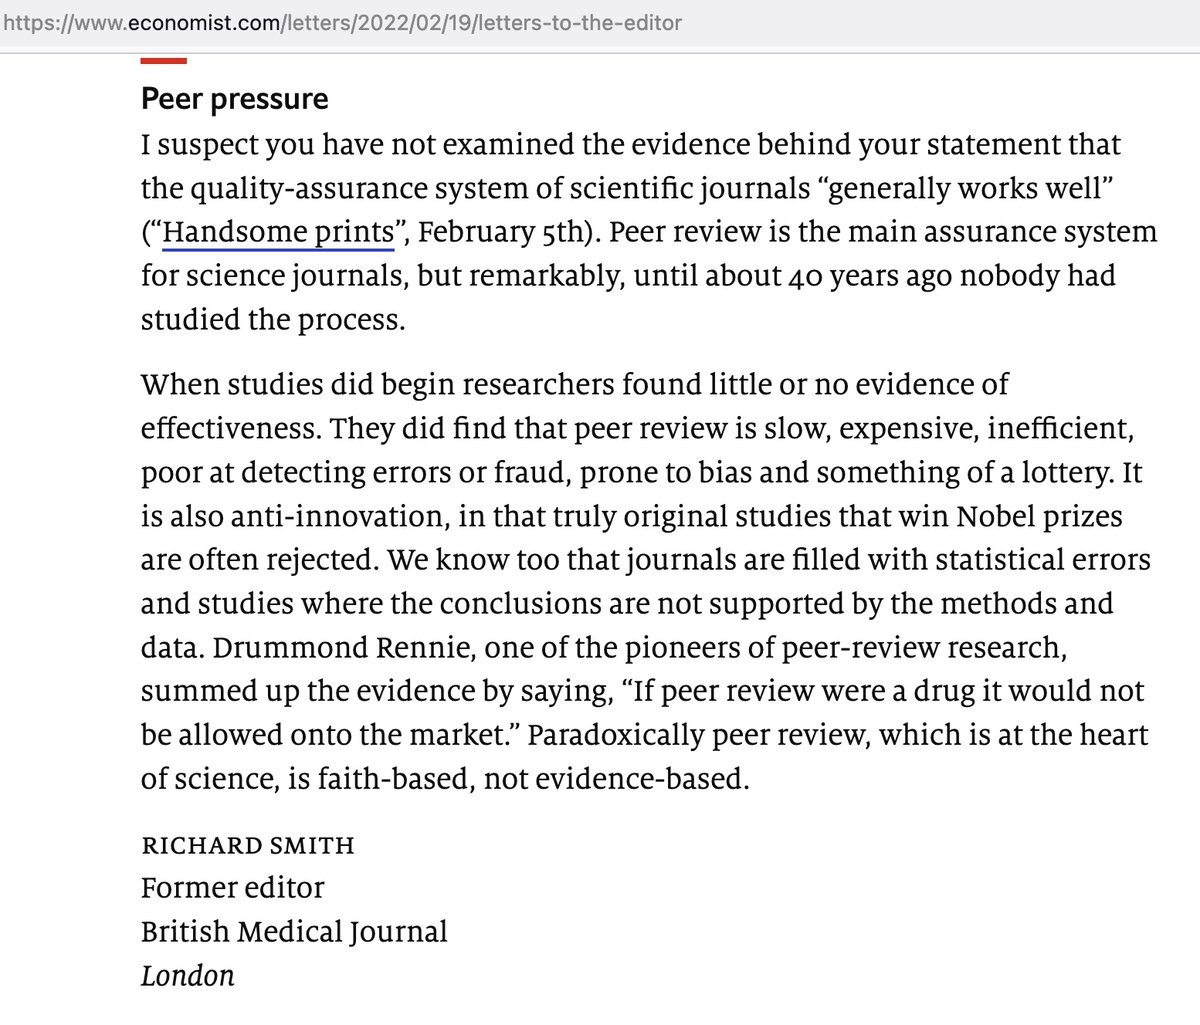 https://www.economist.com/letters/2022/02/19/letters-to-the-editor
Peer pressure
I suspect you have not examined the evidence behind your statement that
the quality-assurance system of scientific journals “generally works well”
(“Handsome prints”, February 5th). Peer review is the main assurance system
for science journals, but remarkably, until about 40 years ago nobody had
studied the process.
When studies did begin researchers found little or no evidence of
effectiveness. They did find that peer review is slow, expensive, inefficient,
poor at detecting errors or fraud, prone to bias and something of a lottery. It
is also anti-innovation, in that truly original studies that win Nobel prizes
are often rejected. We know too that journals are filled with statistical errors
and studies where the conclusions are not supported by the methods and
data. Drummond Rennie, one of the pioneers of peer-review research,
summed up the evidence by saying, “If peer review were a drug it would not
be allowed onto the market.” Paradoxically peer review, which is at the heart
of science, is faith-based, not evidence-based.
RICHARD SMITH
Former editor
British Medical Journal
London